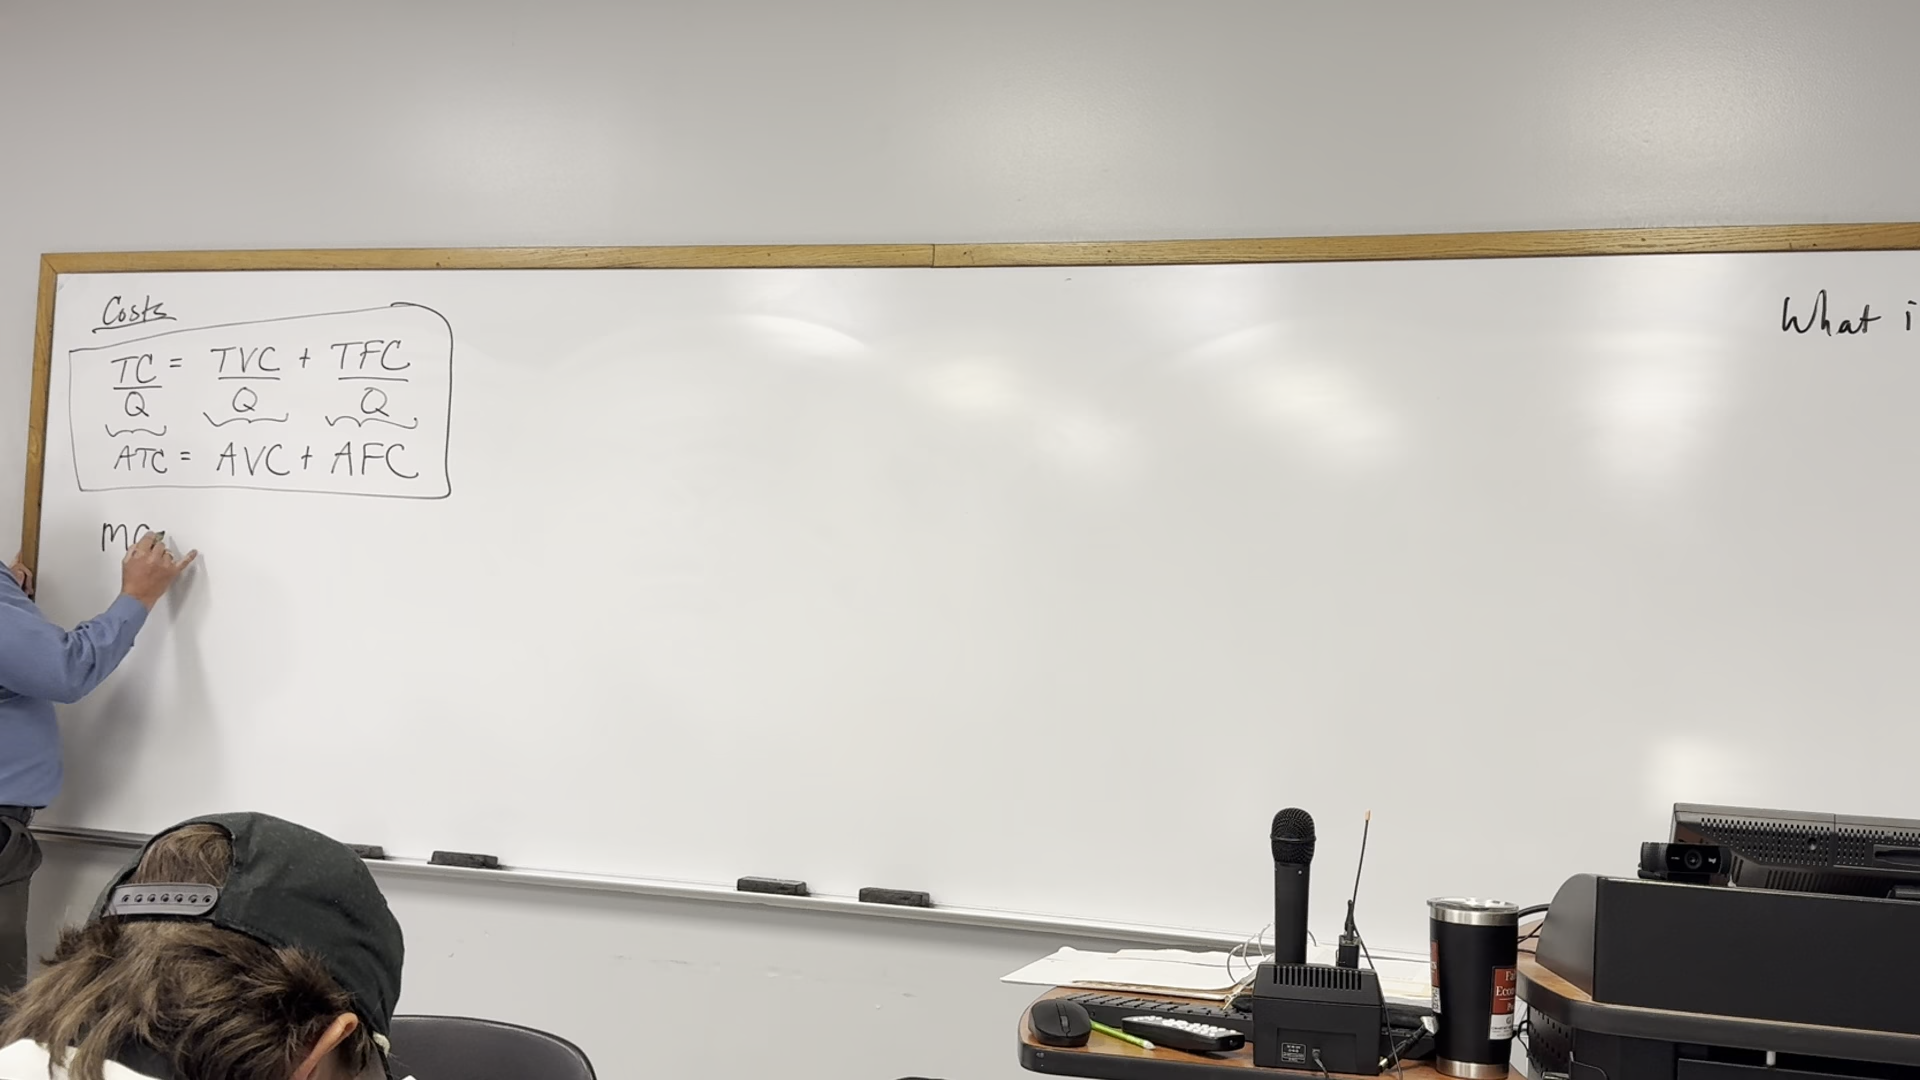 Costs
TC = TVC + TFC
Q Q Q
ATC = AVC + AFC
MC
What i